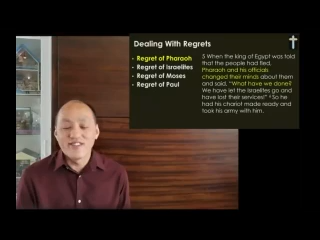 Dealing With Regrets
- Regret of Pharaoh
- Regret of Israelites
- Regret of Moses
- Regret of Paul
5 When the king of Egypt was told
that the people had fled,
Pharaoh and his officials
changed their minds about them
and said, "What have we done?
We have let the Israelites go and
have lost their services!" 6 So he
had his chariot made ready and
took his army with him.